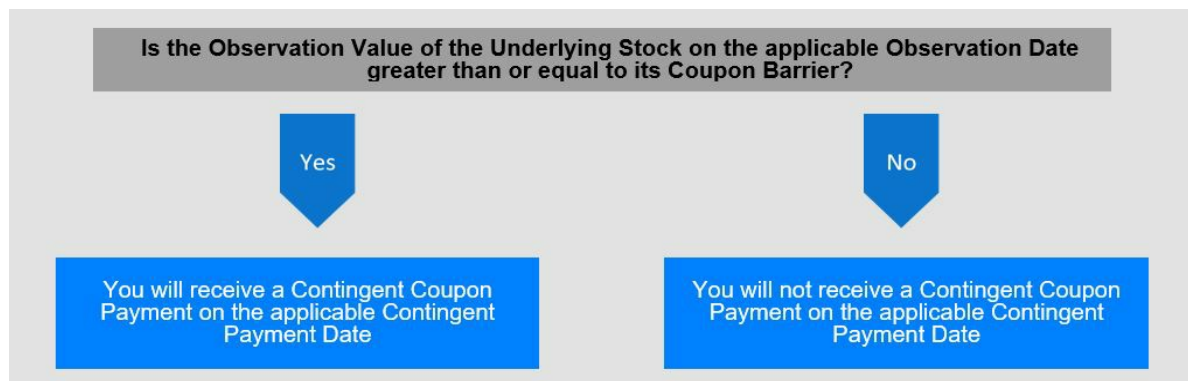 Is the Observation Value of the Underlying Stock on the applicable Observation Date
greater than or equal to its Coupon Barrier?
Yes
No
You will receive a Contingent Coupon
Payment on the applicable Contingent
Payment Date
You will not receive a Contingent Coupon
Payment on the applicable Contingent
Payment Date